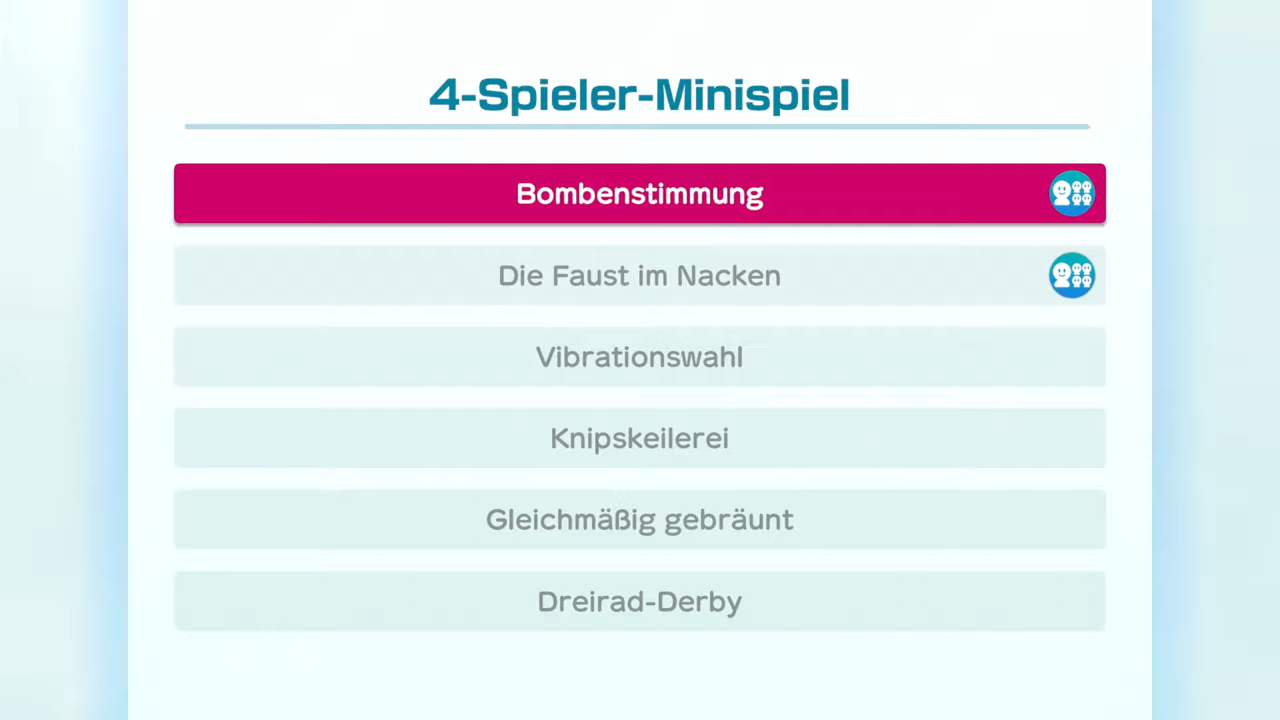 4-Spieler-Minispiel
Bombenstimmung
Die Faust im Nacken
Vibrationswahl
Knipskeilerei
Gleichmäßig gebräunt
Dreirad-Derby